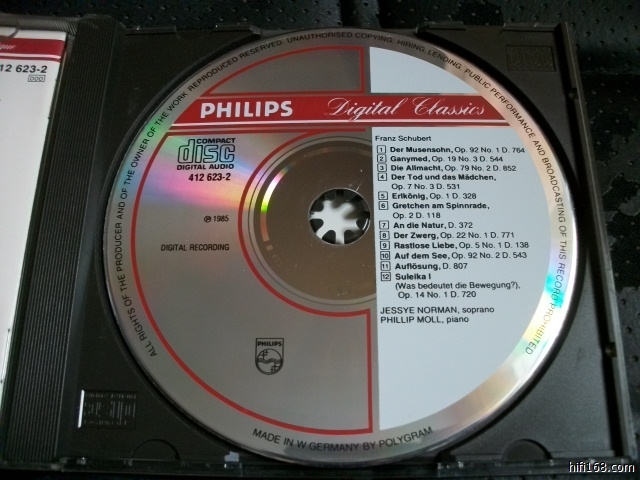 12 623-2
DDD
ALL RIGHTS OF THE PRODUCER AND OF THE OWNER OF THE WORK REPRODUCED RESERVED. UNAUTHORISED COPYING, HIRING, LENDING, PUBLIC PERFORMANCE AND BROADCASTING OF THIS RECORD PROHIBITED
PHILIPS Digital Classics
COMPACT
disc
DIGITAL AUDIO
412 623-2
℗ 1985
DIGITAL RECORDING
PHILIPS
Franz Schubert
1 Der Musensohn, Op. 92 No. 1 D. 764
2 Ganymed, Op. 19 No. 3 D. 544
3 Die Allmacht, Op. 79 No. 2 D. 852
4 Der Tod und das Mädchen,
Op. 7 No. 3 D. 531
5 Erlkönig, Op. 1 D. 328
6 Gretchen am Spinnrade,
Op. 2 D. 118
7 An die Natur, D. 372
8 Der Zwerg, Op. 22 No. 1 D. 771
9 Rastlose Liebe, Op. 5 No. 1 D. 138
10 Auf dem See, Op. 92 No. 2 D. 543
11 Auflösung, D. 807
12 Suleika I
(Was bedeutet die Bewegung?),
Op. 14 No. 1 D. 720
JESSYE NORMAN, soprano
PHILLIP MOLL, piano
MADE IN W. GERMANY BY POLYGRAM
hifi168.com